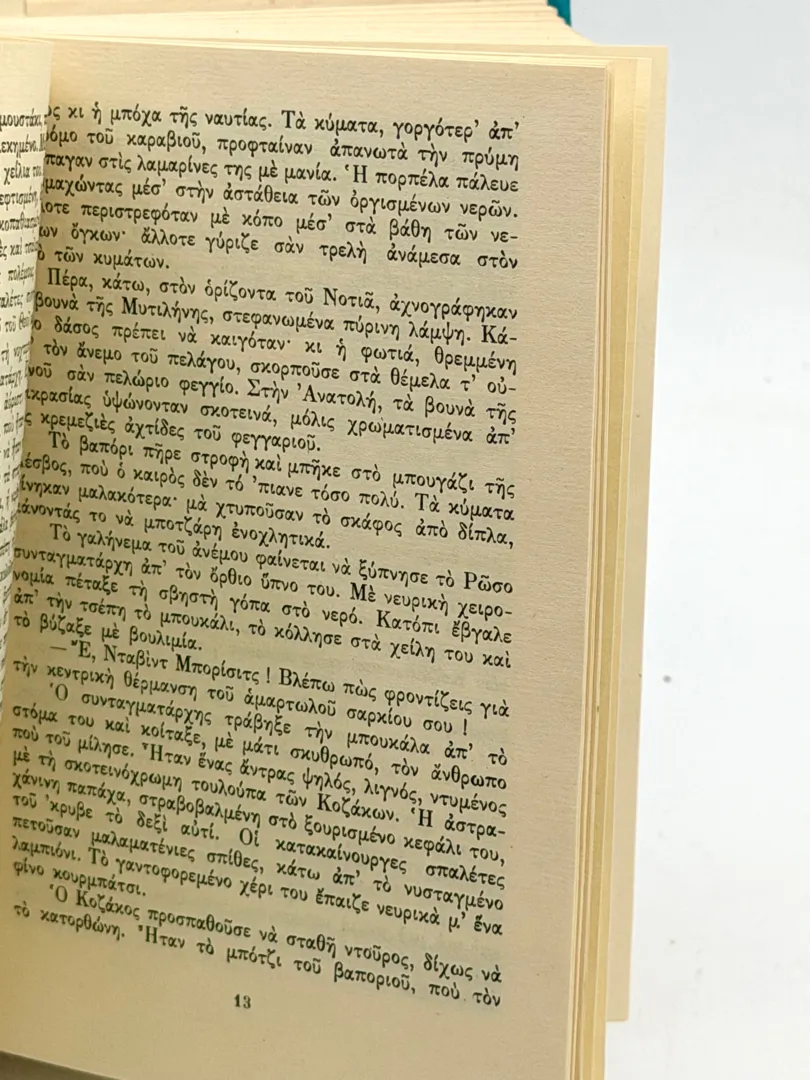 μουστάκι,
χείλια του
κι ἡ μπόχα τῆς ναυτίας. Τὰ κύματα, γοργότερ' ἀπ'
τοῦ καραβιοῦ, προφταίναν ἀπανωτὰ τὴν πρύμη
στὶς λαμαρίνες της μὲ μανία. Ἡ πορπέλα πάλευε
μέσ' στὴν ἀστάθεια τῶν ὀργισμένων νερῶν.
περιστρεφόταν μὲ κόπο μέσ' στὰ βάθη τῶν νε-
ὄγκων· ἄλλοτε γύριζε σὰν τρελὴ ἀνάμεσα στὸν
τῶν κυμάτων.
Πέρα, κάτω, στὸν ὁρίζοντα τοῦ Νοτιᾶ, ἀχνογράφηκαν
βουνὰ τῆς Μυτιλήνης, στεφανωμένα πύρινη λάμψη. Κά-
δάσος πρέπει νὰ καιγόταν· κι ἡ φωτιά, θρεμμένη
τὸν ἄνεμο τοῦ πελάγου, σκορποῦσε στὰ θέμελα τ' οὐ-
σὰν πελώριο φεγγίο. Στὴν Ἀνατολή, τὰ βουνὰ τῆς
ὑψώνονταν σκοτεινά, μόλις χρωματισμένα ἀπ'
κρεμεζιὲς ἀχτίδες τοῦ φεγγαριοῦ.
Τὸ βαπόρι πῆρε στροφὴ καὶ μπῆκε στὸ μπουγάζι τῆς
ποὺ ὁ καιρὸς δὲν τό 'πιανε τόσο πολύ. Τὰ κύματα
μαλακότερα· μὰ χτυποῦσαν τὸ σκάφος ἀπὸ δίπλα,
το νὰ μποτζάρη ἐνοχλητικά.
Τὸ γαλήνεμα τοῦ ἀνέμου φαίνεται νὰ ξύπνησε τὸ Ρῶσο
συνταγματάρχη ἀπ' τὸν ὄρθιο ὕπνο του. Μὲ νευρικὴ χειρο-
νομία πέταξε τὴ σβηστὴ γόπα στὸ νερό. Κατόπι ἔβγαλε
ἀπ' τὴν τσέπη τὸ μπουκάλι, τὸ κόλλησε στὰ χείλη του καὶ
τὸ βύζαξε μὲ βουλιμία.
—Ἔ, Νταβὶντ Μπορίσιτς ! Βλέπω πὼς φροντίζεις γιὰ
τὴν κεντρικὴ θέρμανση τοῦ ἁμαρτωλοῦ σαρκίου σου !
Ὁ συνταγματάρχης τράβηξε τὴν μπουκάλα ἀπ' τὸ
στόμα του καὶ κοίταξε, μὲ μάτι σκυθρωπό, τὸν ἄνθρωπο
ποὺ τοῦ μίλησε. Ἦταν ἕνας ἄντρας ψηλός, λιγνός, ντυμένος
μὲ τὴ σκοτεινόχρωμη τουλούπα τῶν Κοζάκων. Ἡ ἀστρα-
χάνινη παπάχα, στραβοβαλμένη στὸ ξουρισμένο κεφάλι του,
τοῦ 'κρυβε τὸ δεξὶ αὐτί. Οἱ κατακαίνουργες σπαλέτες
πετοῦσαν μαλαματένιες σπίθες, κάτω ἀπ' τὸ νυσταγμένο
λαμπιόνι. Τὸ γαντοφορεμένο χέρι του ἔπαιζε νευρικὰ μ' ἕνα
φίνο κουρμπάτσι.
Ὁ Κοζάκος προσπαθοῦσε νὰ σταθῆ ντοῦρος, δίχως νὰ
τὸ κατορθώνη. Ἦταν τὸ μπότζι τοῦ βαποριοῦ, ποὺ τὸν
13